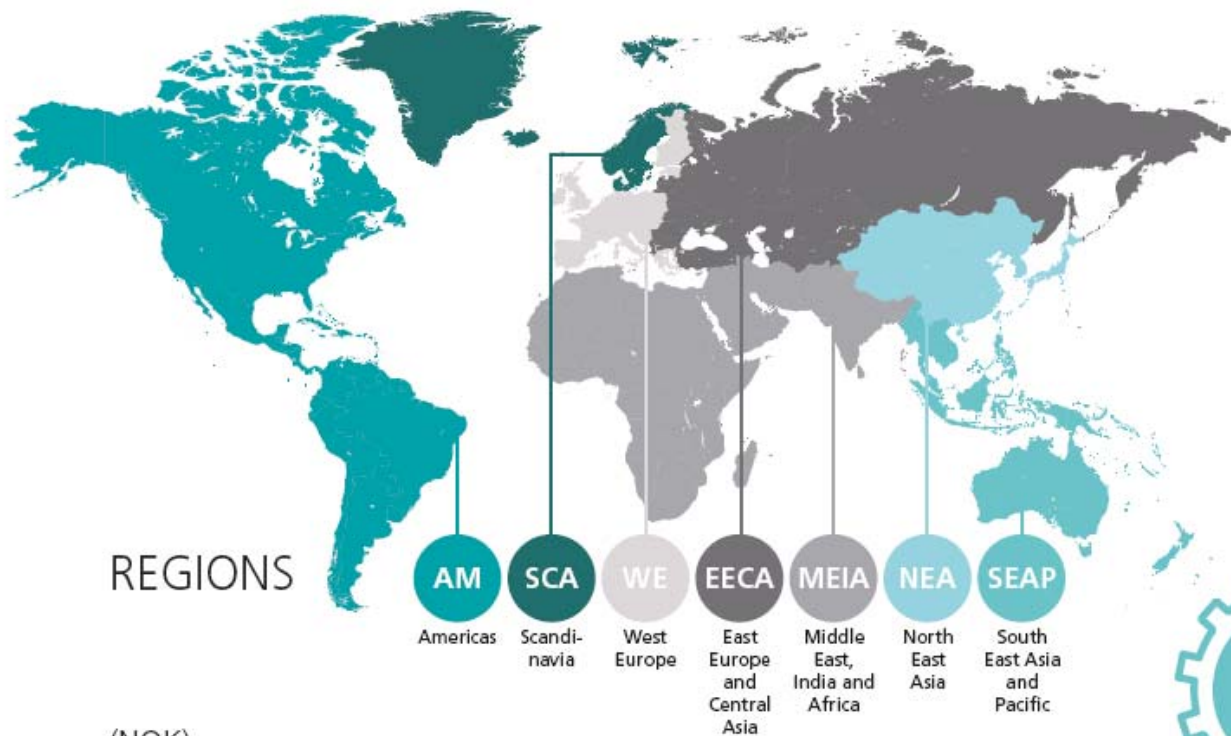 REGIONS
AM
SCA
WE
EECA
MEIA
NEA
SEAP
Americas
Scandi-
navia
West
Europe
East
Europe
and
Central
Asia
Middle
East,
India and
Africa
North
East
Asia
South
East Asia
and
Pacific
(NOK)